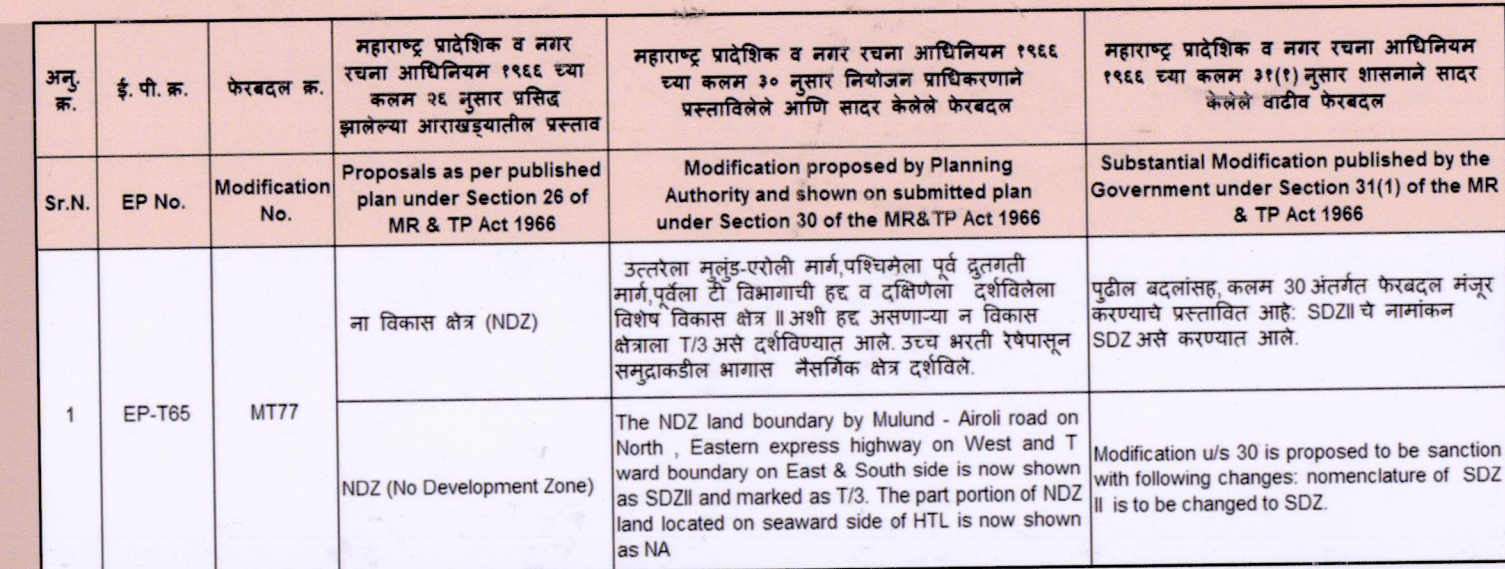 अनु.
क्र.
ई. पी. क्र.
फेरबदल क्र.
महाराष्ट्र प्रादेशिक व नगर
रचना आधिनियम १९६६ च्या
कलम २६ नुसार प्रसिद्ध
झालेल्या आराखड्यातील प्रस्ताव
महाराष्ट्र प्रादेशिक व नगर रचना आधिनियम १९६६
च्या कलम ३० नुसार नियोजन प्राधिकरणाने
प्रस्ताविलेले आणि सादर केलेले फेरबदल
महाराष्ट्र प्रादेशिक व नगर रचना आधिनियम
१९६६ च्या कलम ३१(१) नुसार शासनाने सादर
केलेले वाढीव फेरबदल
Sr.N.
EP No.
Modification
No.
Proposals as per published
plan under Section 26 of
MR & TP Act 1966
Modification proposed by Planning
Authority and shown on submitted plan
under Section 30 of the MR&TP Act 1966
Substantial Modification published by the
Government under Section 31(1) of the MR
& TP Act 1966
1
EP-T65
MT77
ना विकास क्षेत्र (NDZ)
उत्तरेला मुलुंड-एरोली मार्ग,पश्चिमेला पूर्व द्रुतगती
मार्ग,पूर्वेला टी विभागाची हद्द व दक्षिणेला दर्शविलेला
विशेष विकास क्षेत्र II अशी हद्द असणाऱ्या न विकास
क्षेत्राला T/3 असे दर्शविण्यात आले. उच्च भरती रेषेपासून
समुद्राकडील भागास नैसर्गिक क्षेत्र दर्शविले.
पुढील बदलांसह, कलम 30 अंतर्गत फेरबदल मंजूर
करण्याचे प्रस्तावित आहे: SDZII चे नामांकन
SDZ असे करण्यात आले.
NDZ (No Development Zone)
The NDZ land boundary by Mulund - Airoli road on
North , Eastern express highway on West and T
ward boundary on East & South side is now shown
as SDZII and marked as T/3. The part portion of NDZ
land located on seaward side of HTL is now shown
as NA
Modification u/s 30 is proposed to be sanction
with following changes: nomenclature of SDZ
II is to be changed to SDZ.